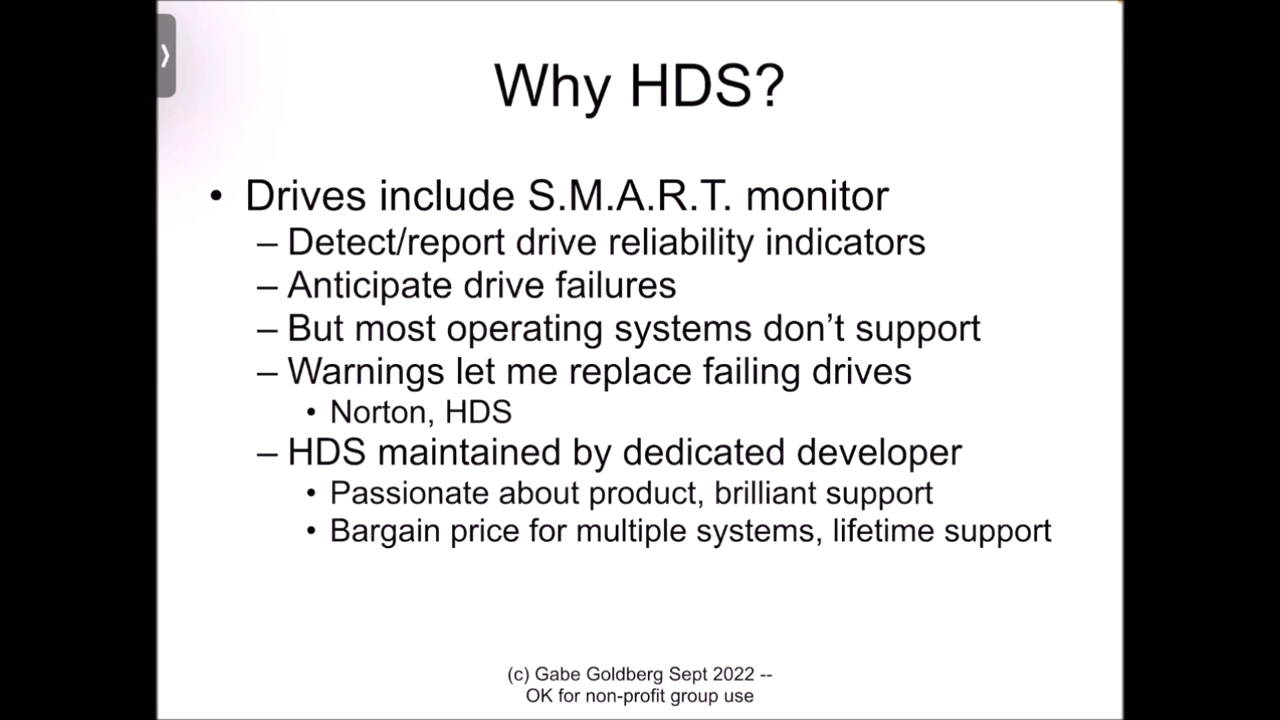 Why HDS?
• Drives include S.M.A.R.T. monitor
– Detect/report drive reliability indicators
– Anticipate drive failures
– But most operating systems don’t support
– Warnings let me replace failing drives
• Norton, HDS
– HDS maintained by dedicated developer
• Passionate about product, brilliant support
• Bargain price for multiple systems, lifetime support
(c) Gabe Goldberg Sept 2022 --
OK for non-profit group use